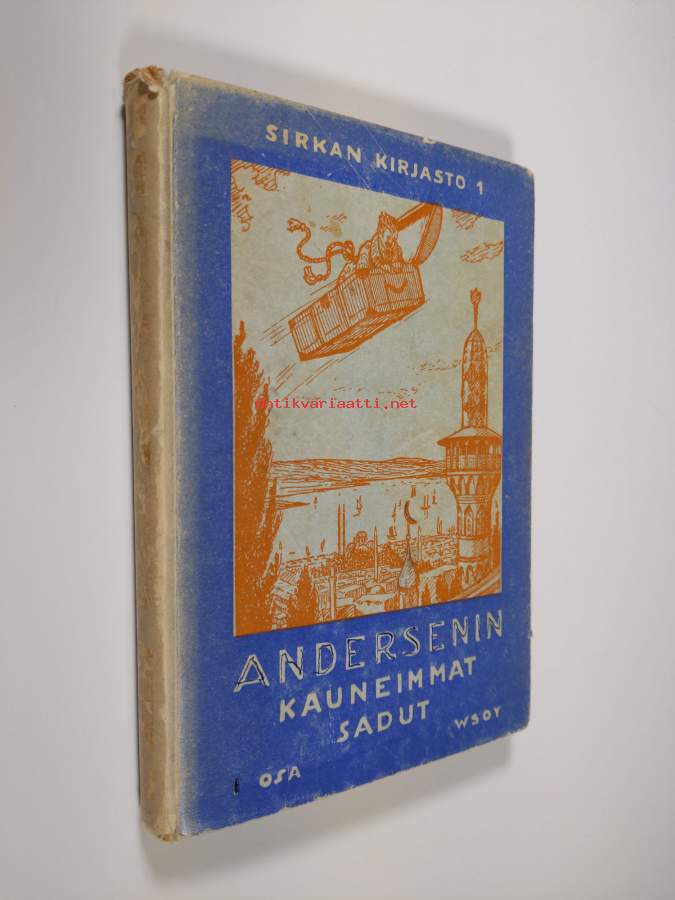 SIRKAN KIRJASTO 1
antikvariaatti.net
ANDERSENIN
KAUNEIMMAT
SADUT
WSOY
I OSA